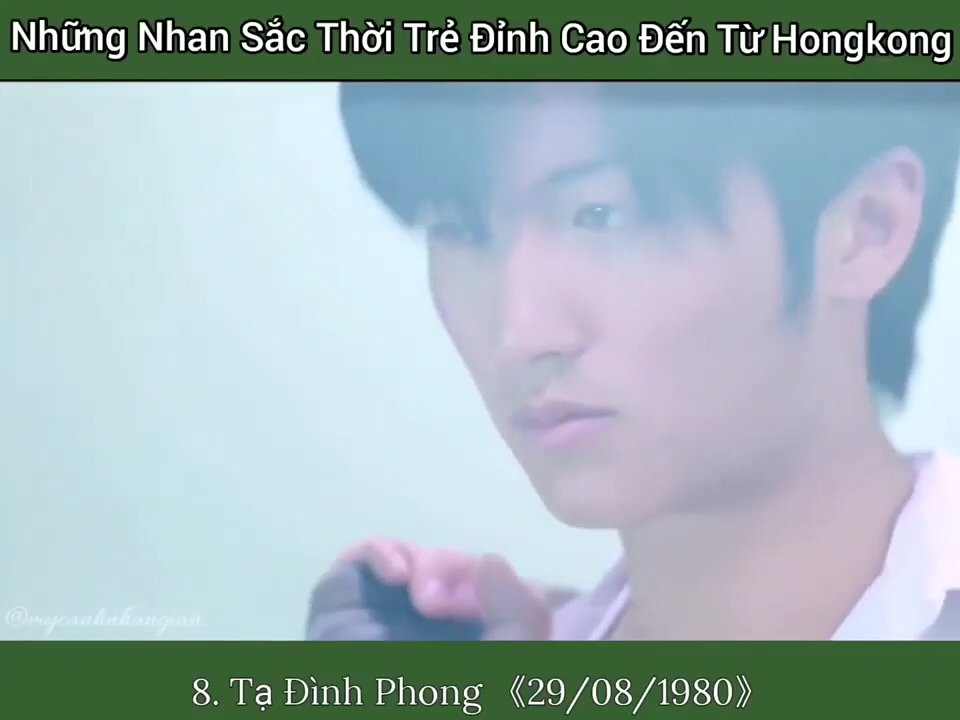 Những Nhan Sắc Thời Trẻ Đỉnh Cao Đến Từ Hongkong
8. Tạ Đình Phong 《29/08/1980》